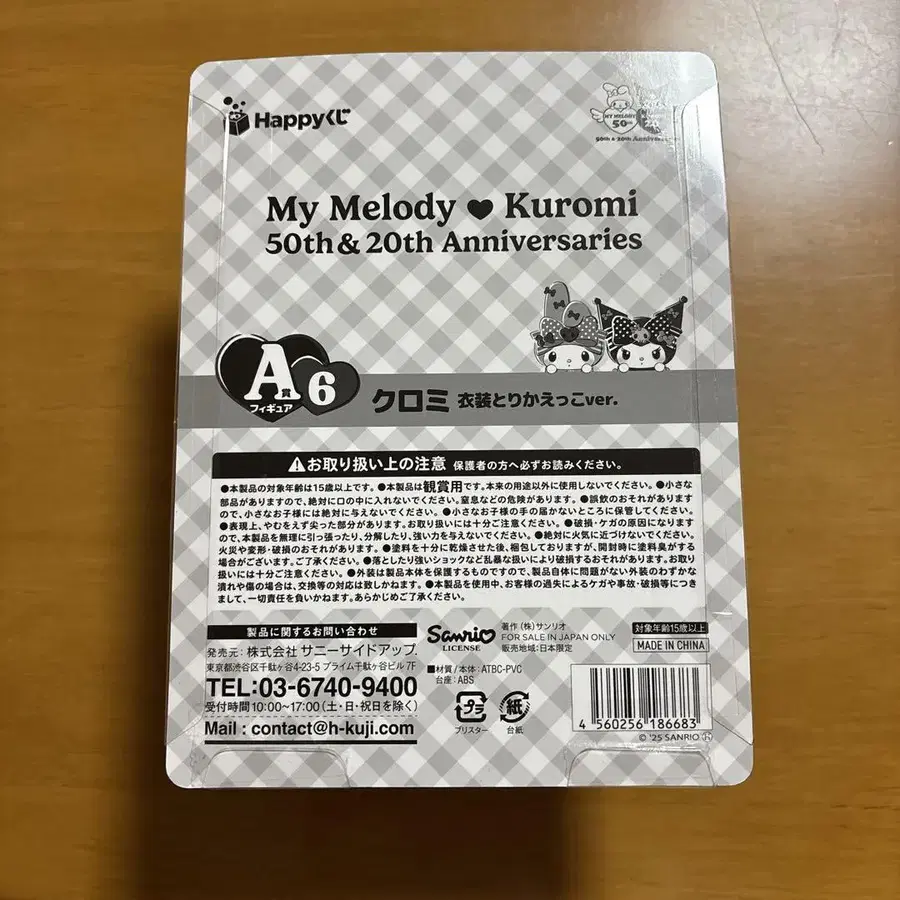 Happyくじ
MY MELODY
50th
50th & 20th Anniversaries
My Melody ♥ Kuromi
50th & 20th Anniversaries
A賞
フィギュア
6
クロミ 衣装とりかえっこver.
⚠お取り扱い上の注意 保護者の方へ必ずお読みください。
●本製品の対象年齢は15歳以上です。●本製品は観賞用です。本来の用途以外に使用しないでください。●小さな
部品がありますので、絶対に口の中に入れないでください。窒息などの危険があります。●誤飲のおそれがあります
ので、小さなお子様には絶対に与えないでください。●小さなお子様の手の届かないところに保管してください。
●表現上、やむをえず尖った部分があります。お取り扱いには十分ご注意ください。●破損・ケガの原因になります
ので、本製品を無理に引っ張ったり、分解したり、強い力を与えないでください。●絶対に火気に近づけないでください。
火災や変形・破損のおそれがあります。●塗料を十分に乾燥させた後、梱包しておりますが、開封時に塗料臭がする
場合がございます。ご了承ください。●落としたり強いショックなど乱暴な扱いにより破損するおそれがあります。お取り
扱いには十分ご注意ください。●外装は製品本体を保護するものですので、製品自体に問題がない外装のわずかな
潰れや傷の場合は、交換等の対応は致しかねます。●本製品を使用中、お客様の過失によるケガや事故・破損等につき
まして、一切責任を負いかねます。あらかじめご了承ください。
製品に関するお問い合わせ
発売元：株式会社 サニーサイドアップ
東京都渋谷区千駄ヶ谷4-23-5 プライム千駄ヶ谷ビル 7F
TEL:03-6740-9400
受付時間10:00～17:00（土・日・祝日を除く）
Mail : contact@h-kuji.com
Sanrio
LICENSE
著作（株）サンリオ
FOR SALE IN JAPAN ONLY
販売地域：日本限定
■材質/本体：ATBC-PVC
台座：ABS
プラ
ブリスター
紙
台紙
対象年齢15歳以上
MADE IN CHINA
4 560256 186683
© '25 SANRIO Ⓗ